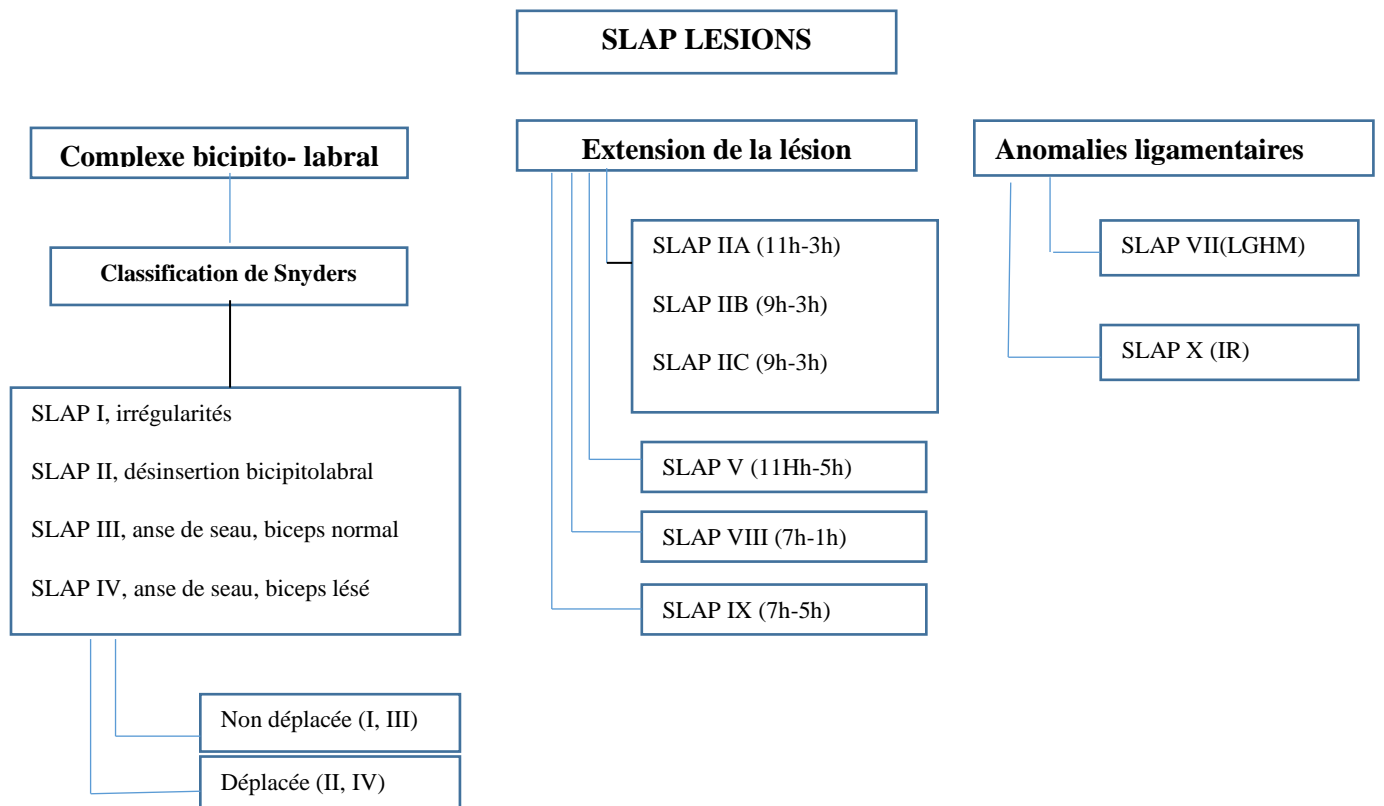 SLAP LESIONS
Complexe bicipito- labral
Classification de Snyders
SLAP I, irrégularités
SLAP II, désinsertion bicipitolabral
SLAP III, anse de seau, biceps normal
SLAP IV, anse de seau, biceps lésé
Non déplacée (I, III)
Déplacée (II, IV)
Extension de la lésion
SLAP IIA (11h-3h)
SLAP IIB (9h-3h)
SLAP IIC (9h-3h)
SLAP V (11Hh-5h)
SLAP VIII (7h-1h)
SLAP IX (7h-5h)
Anomalies ligamentaires
SLAP VII(LGHM)
SLAP X (IR)